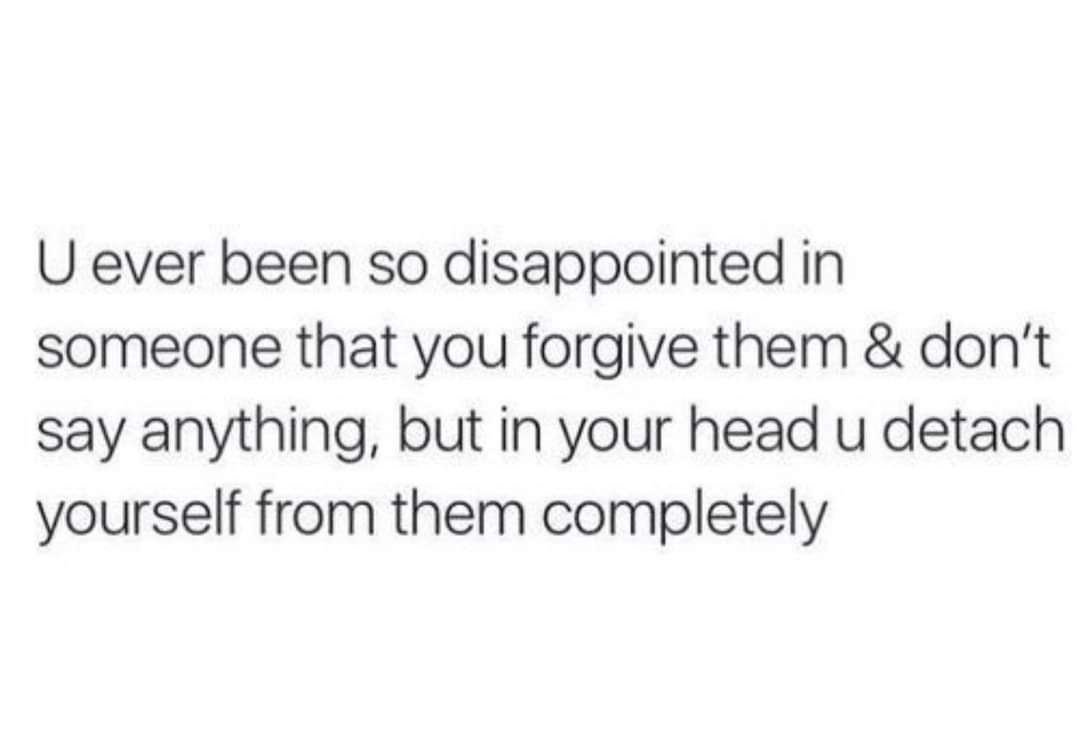 U ever been so disappointed in
someone that you forgive them & don’t
say anything, but in your head u detach
yourself from them completely